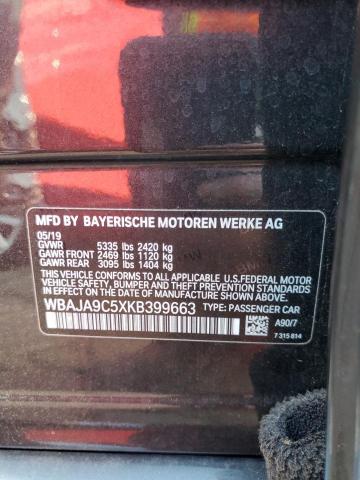 MFD BY BAYERISCHE MOTOREN WERKE AG
05/19
GVWR 5335 lbs 2420 kg
GAWR FRONT 2469 lbs 1120 kg
GAWR REAR 3095 lbs 1404 kg
THIS VEHICLE CONFORMS TO ALL APPLICABLE U.S.FEDERAL MOTOR
VEHICLE SAFETY, BUMPER AND THEFT PREVENTION STANDARDS IN
EFFECT ON THE DATE OF MANUFACTURE SHOWN ABOVE.
WBAJA9C5XKB399663 TYPE: PASSENGER CAR
A90/7
7 315 814